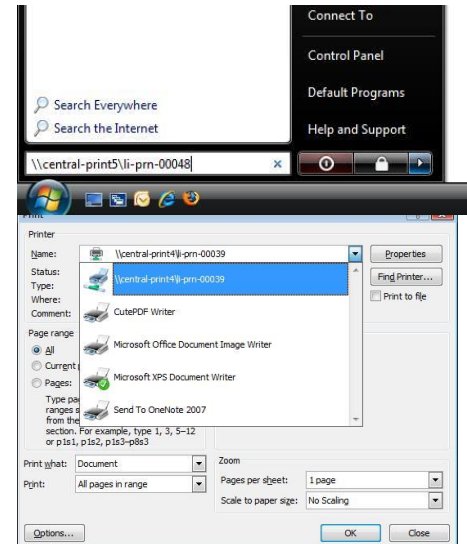 Connect To
Control Panel
Default Programs
Help and Support
Search Everywhere
Search the Internet
\\central-print5\li-prn-00048
Print
Printer
Name: \\central-print4\li-prn-00039
Properties
Status:
Type:
Where:
Comment:
\\central-print4\li-prn-00039
CutePDF Writer
Microsoft Office Document Image Writer
Microsoft XPS Document Writer
Send To OneNote 2007
Find Printer...
Print to file
Page range
All
Current
Pages:
Type
ranges
from the
section. For example, type 1, 3, 5–12
or p1s1, p1s2, p1s3–p8s3
Print what: Document
Print: All pages in range
Zoom
Pages per sheet: 1 page
Scale to paper size: No Scaling
Options...
OK
Close